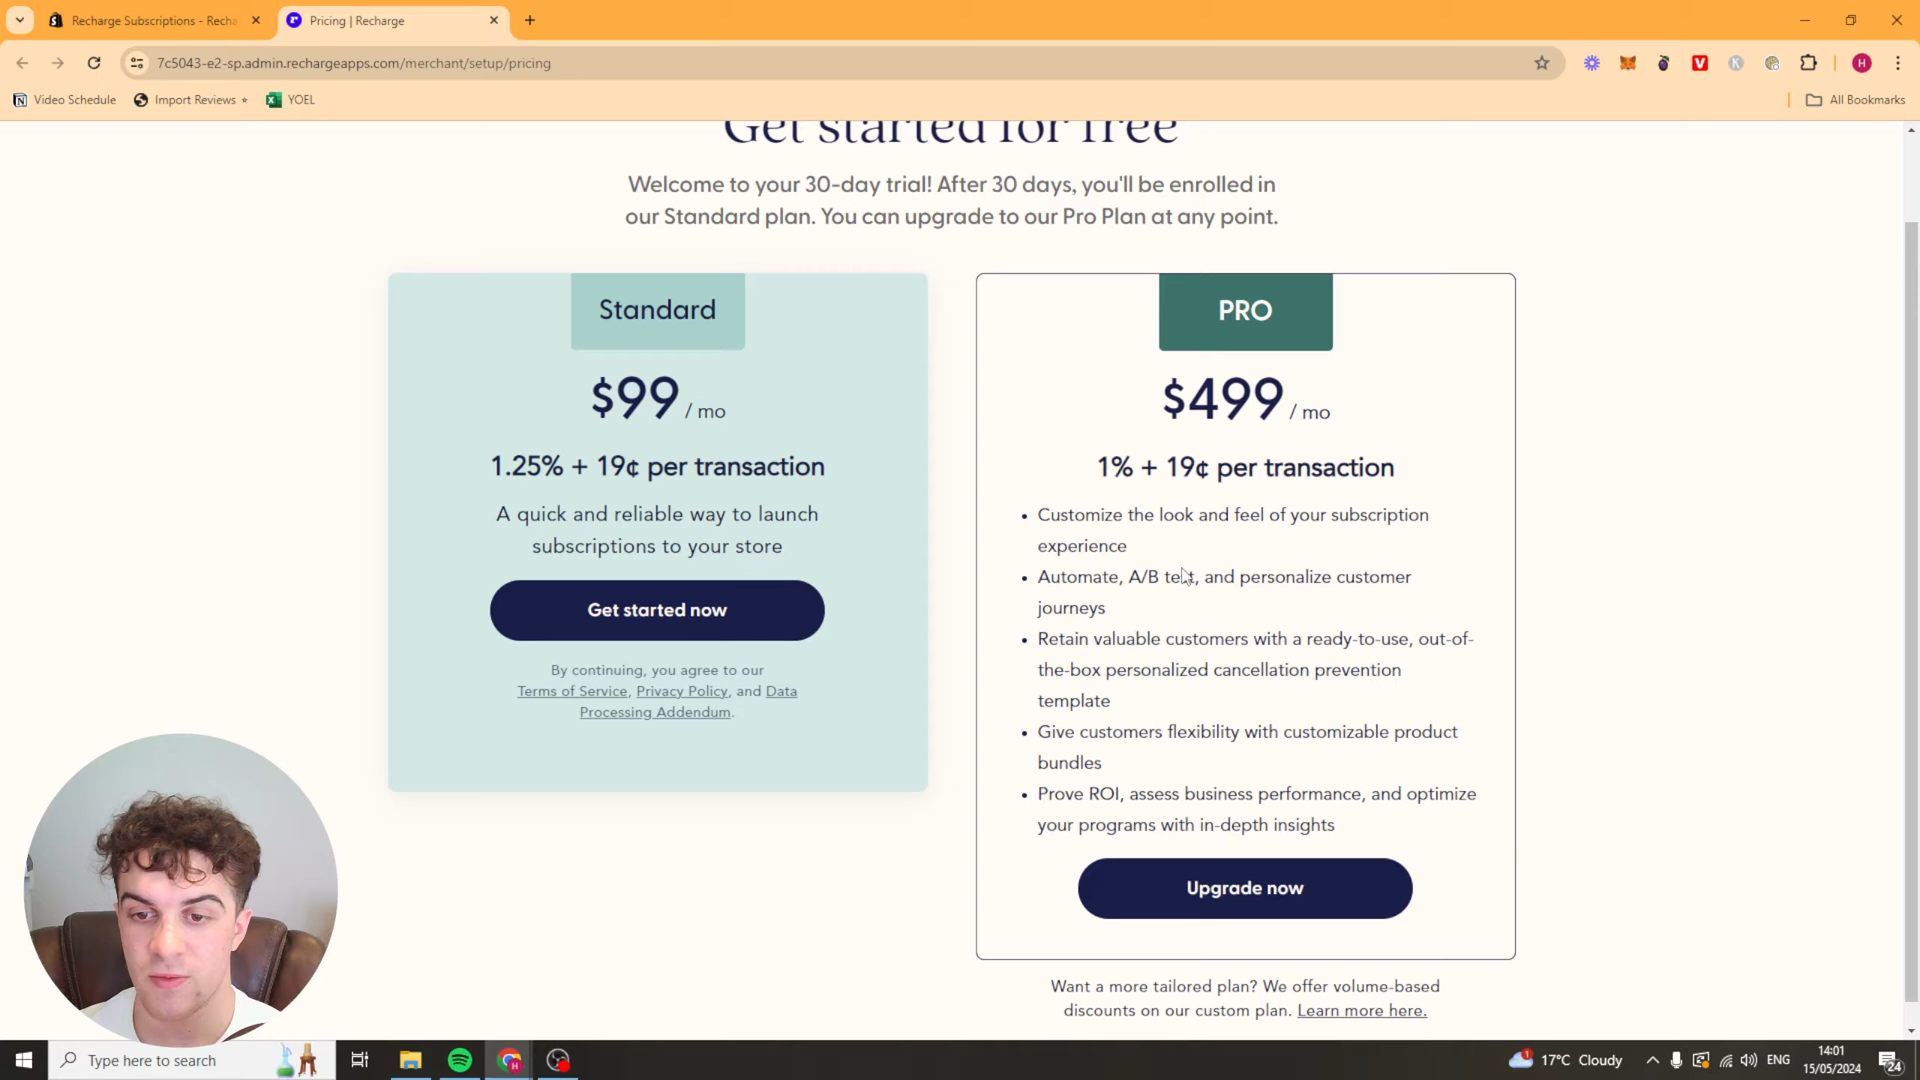 Recharge Subscriptions - Recha
Pricing | Recharge
7c5043-e2-sp.admin.rechargeapps.com/merchant/setup/pricing
Video Schedule
Import Reviews
YOEL
All Bookmarks
Get started for free
Welcome to your 30-day trial! After 30 days, you'll be enrolled in
our Standard plan. You can upgrade to our Pro Plan at any point.
Standard
$99 / mo
1.25% + 19¢ per transaction
A quick and reliable way to launch
subscriptions to your store
Get started now
By continuing, you agree to our
Terms of Service, Privacy Policy, and Data
Processing Addendum.
PRO
$499 / mo
1% + 19¢ per transaction
• Customize the look and feel of your subscription
experience
• Automate, A/B test, and personalize customer
journeys
• Retain valuable customers with a ready-to-use, out-of-
the-box personalized cancellation prevention
template
• Give customers flexibility with customizable product
bundles
• Prove ROI, assess business performance, and optimize
your programs with in-depth insights
Upgrade now
Want a more tailored plan? We offer volume-based
discounts on our custom plan. Learn more here.
Type here to search
1
17°C Cloudy
ENG
14:01
15/05/2024
24